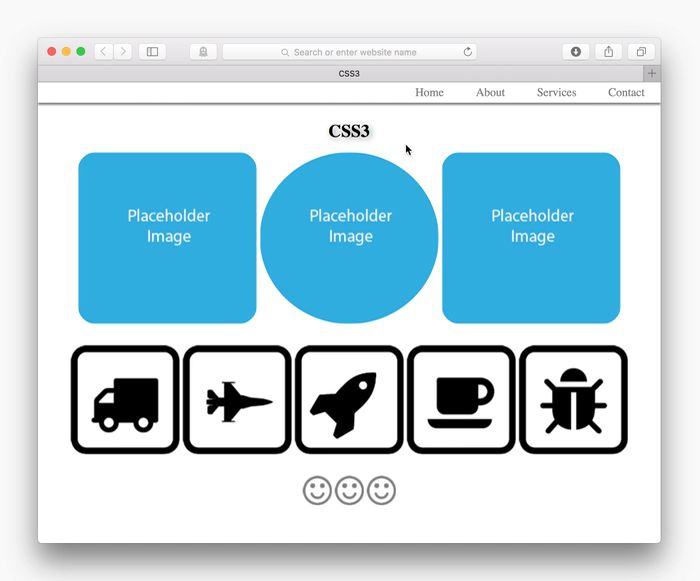 Search or enter website name
CSS3
Home About Services Contact
CSS3
Placeholder
Image
Placeholder
Image
Placeholder
Image